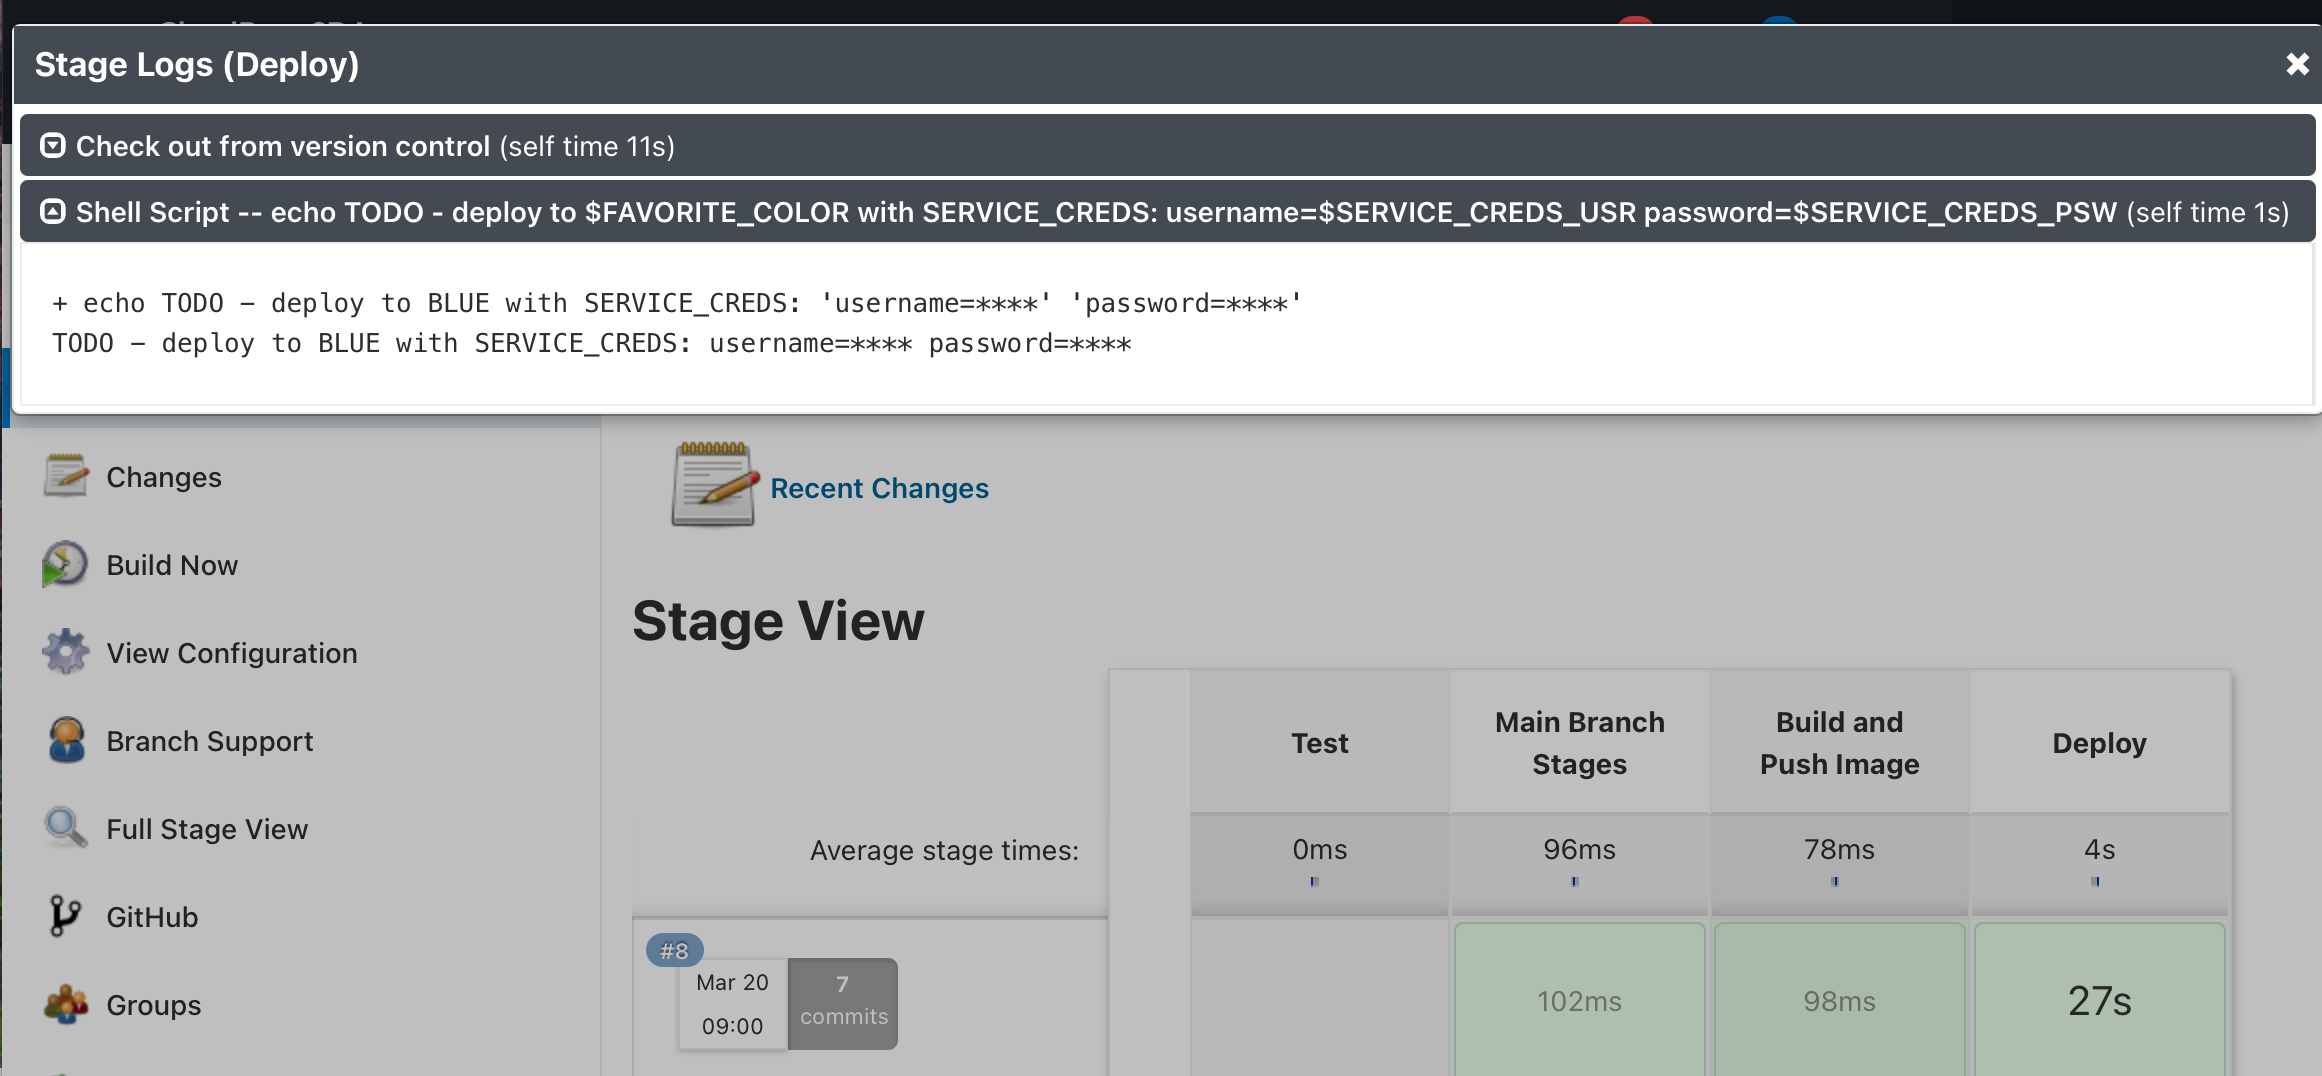 Stage Logs (Deploy)
Check out from version control (self time 11s)
Shell Script -- echo TODO - deploy to $FAVORITE_COLOR with SERVICE_CREDS: username=$SERVICE_CREDS_USR password=$SERVICE_CREDS_PSW (self time 1s)
+ echo TODO - deploy to BLUE with SERVICE_CREDS: 'username=****' 'password=****'
TODO - deploy to BLUE with SERVICE_CREDS: username=**** password=****
Changes
Build Now
View Configuration
Branch Support
Full Stage View
GitHub
Groups
Recent Changes
Stage View
Test
Main Branch
Stages
Build and
Push Image
Deploy
Average stage times:
0ms
96ms
78ms
4s
#8
Mar 20
09:00
7
commits
102ms
98ms
27s